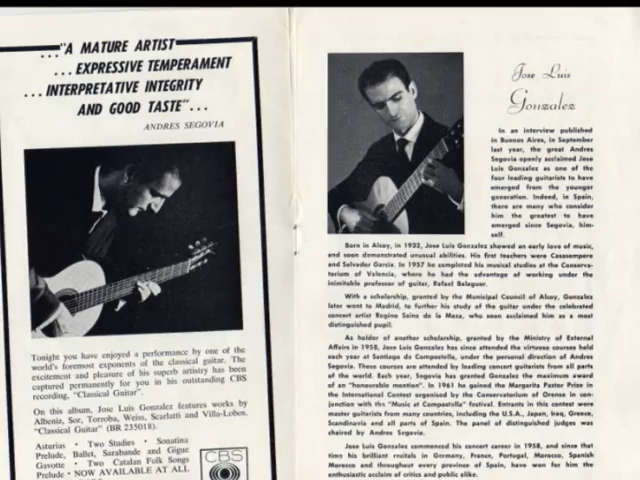 ..."A MATURE ARTIST
... EXPRESSIVE TEMPERAMENT
... INTERPRETATIVE INTEGRITY
AND GOOD TASTE"...
ANDRES SEGOVIA
Tonight you have enjoyed a performance by one of the
world's foremost exponents of the classical guitar. The
excitement and pleasure of his superb artistry has been
captured permanently for you in his outstanding CBS
recording, "Classical Guitar".
On this album, Jose Luis Gonzalez features works by
Albeniz, Sor, Torroba, Weiss, Scarlatti and Villa-Lobos.
"Classical Guitar" (BR 235018).
Asturias • Two Studies • Sonatina
Prelude, Ballet, Sarabande and Gigue
Gavotte • Two Catalan Folk Songs
Prelude • NOW AVAILABLE AT ALL
CBS
Jose Luis
Gonzalez
In an interview published
in Buenos Aires, in September
last year, the great Andres
Segovia openly acclaimed Jose
Luis Gonzalez as one of the
four leading guitarists to have
emerged from the younger
generation. Indeed, in Spain,
there are many who consider
him the greatest to have
emerged since Segovia, him-
self.
Born in Alcoy, in 1932, Jose Luis Gonzalez showed an early love of music,
and soon demonstrated unusual abilities. His first teachers were Casasempere
and Salvador Garcia. In 1957 he completed his musical studies at the Conserva-
torium of Valencia, where he had the advantage of working under the
inimitable professor of guitar, Rafael Balaguer.
With a scholarship, granted by the Municipal Council of Alcoy, Gonzalez
later went to Madrid, to further his study of the guitar under the celebrated
concert artist Regino Sainz de la Maza, who soon acclaimed him as a most
distinguished pupil.
As holder of another scholarship, granted by the Ministry of External
Affairs in 1958, Jose Luis Gonzalez has since attended the virtuoso courses held
each year at Santiago de Compostella, under the personal direction of Andres
Segovia. These courses are attended by leading concert guitarists from all parts
of the world. Each year, Segovia has granted Gonzalez the maximum award
of an "honourable mention". In 1961 he gained the Margarita Pastor Prize in
the International Contest organised by the Conservatorium of Orense in con-
junction with the "Music at Compostella" festival. Entrants in this contest were
master guitarists from many countries, including the U.S.A., Japan, Iraq, Greece,
Scandinavia and all parts of Spain. The panel of distinguished judges was
chaired by Andres Segovia.
Jose Luis Gonzalez commenced his concert career in 1958, and since that
time his brilliant recitals in Germany, France, Portugal, Morocco, Spanish
Morocco and throughout every province of Spain, have won for him the
enthusiastic acclaim of critics and public alike.